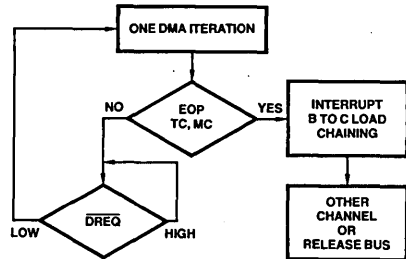 ONE DMA ITERATION
NO
EOP
TC, MC
YES
INTERRUPT
B TO C LOAD
CHAINING
LOW
DREQ
HIGH
OTHER
CHANNEL
OR
RELEASE BUS